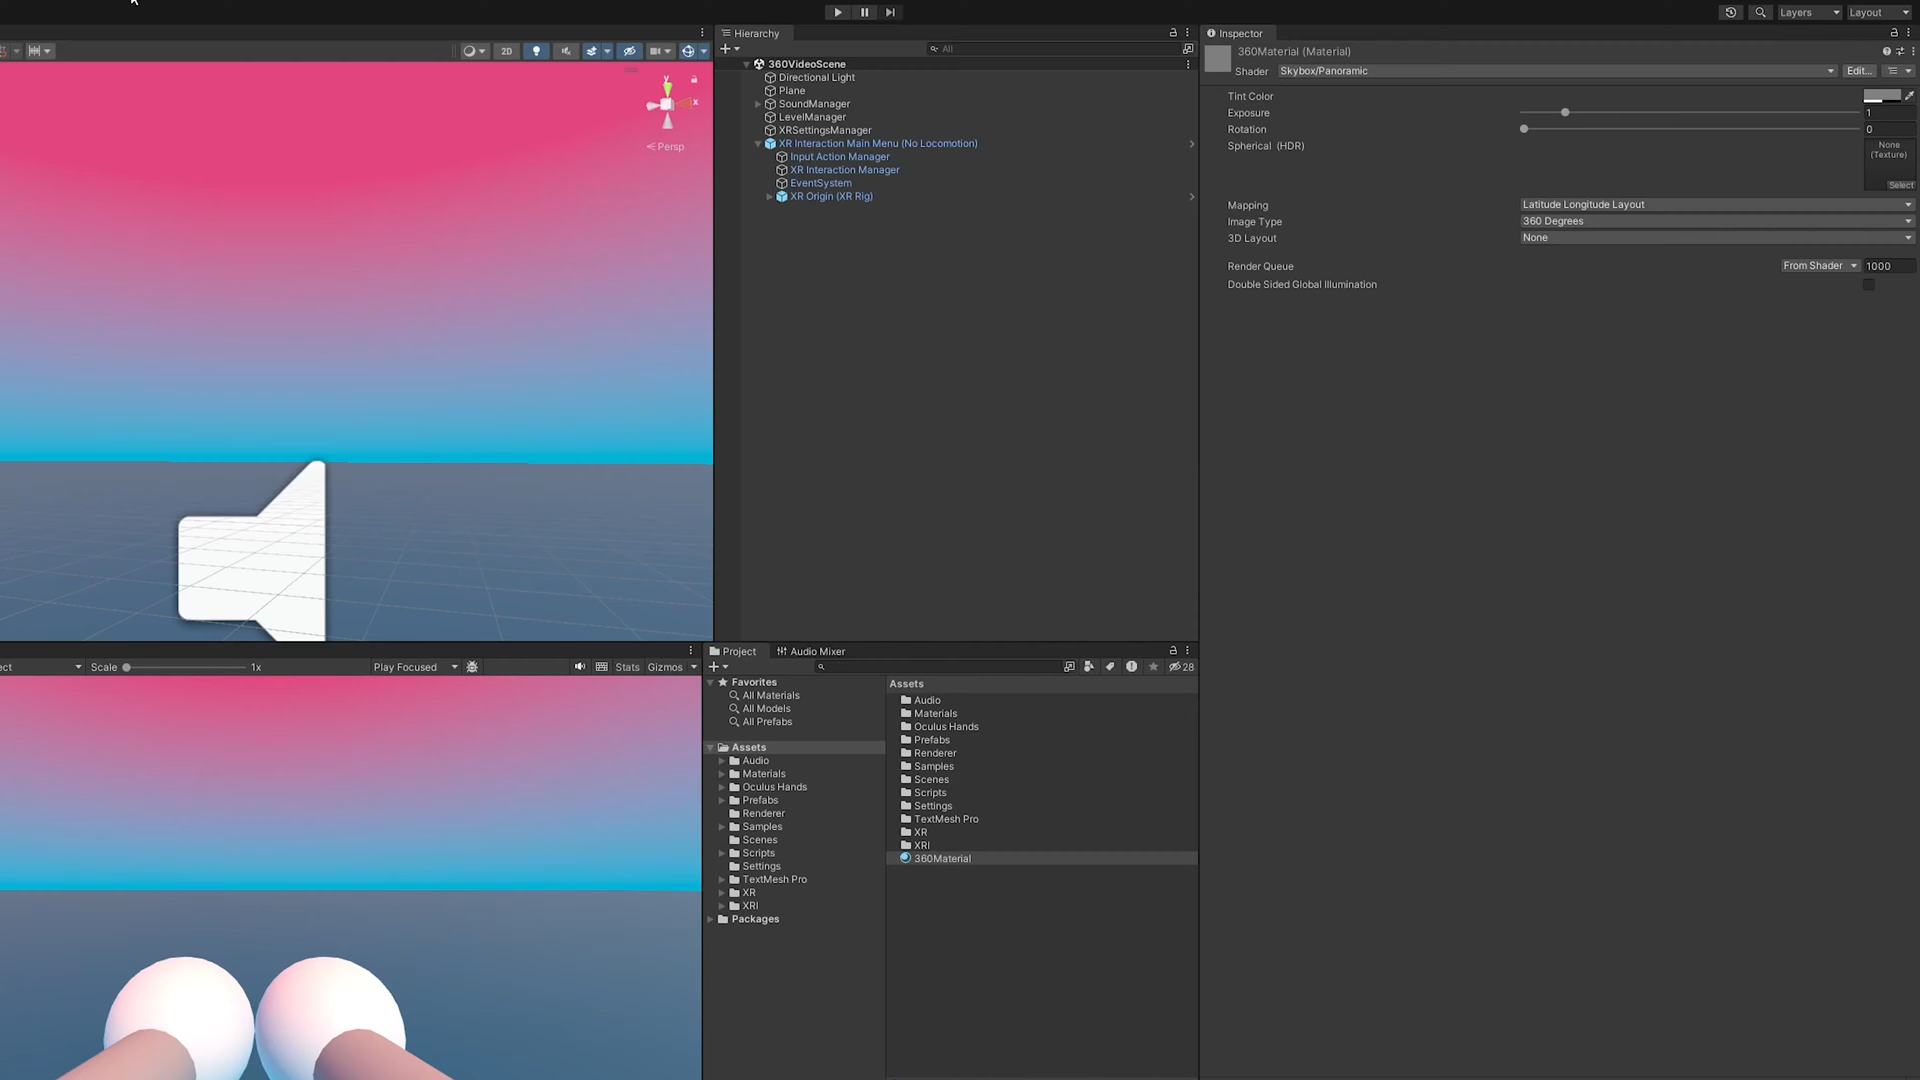 Layers
Layout
2D
y
x
Persp
Hierarchy
All
360VideoScene
Directional Light
Plane
SoundManager
LevelManager
XRSettingsManager
XR Interaction Main Menu (No Locomotion)
Input Action Manager
XR Interaction Manager
EventSystem
XR Origin (XR Rig)
Inspector
360Material (Material)
Shader
Skybox/Panoramic
Edit...
Tint Color
Exposure
1
Rotation
0
Spherical (HDR)
None
(Texture)
Select
Mapping
Latitude Longitude Layout
Image Type
360 Degrees
3D Layout
None
Render Queue
From Shader
1000
Double Sided Global Illumination
ect
Scale
1x
Play Focused
Stats
Gizmos
Project
Audio Mixer
28
Favorites
All Materials
All Models
All Prefabs
Assets
Audio
Materials
Oculus Hands
Prefabs
Renderer
Samples
Scenes
Scripts
Settings
TextMesh Pro
XR
XRI
Packages
Assets
Audio
Materials
Oculus Hands
Prefabs
Renderer
Samples
Scenes
Scripts
Settings
TextMesh Pro
XR
XRI
360Material